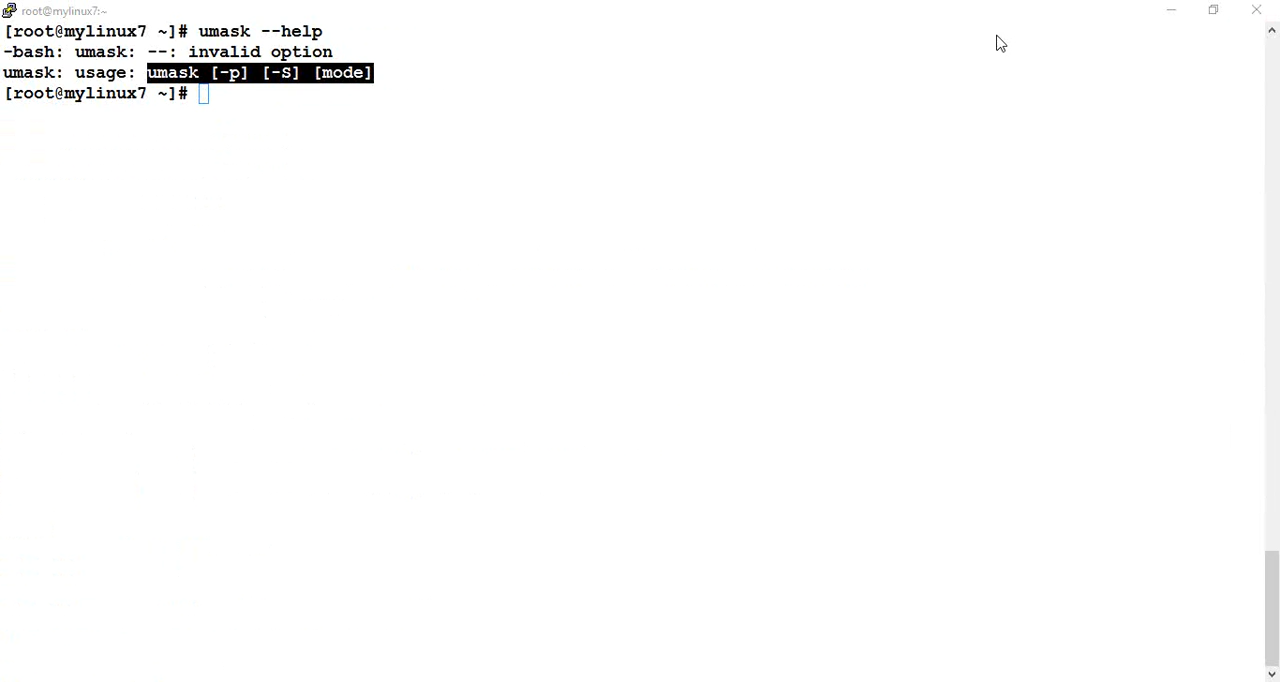 root@mylinux7:~
[root@mylinux7 ~]# umask --help
-bash: umask: --: invalid option
umask: usage: umask [-p] [-S] [mode]
[root@mylinux7 ~]#